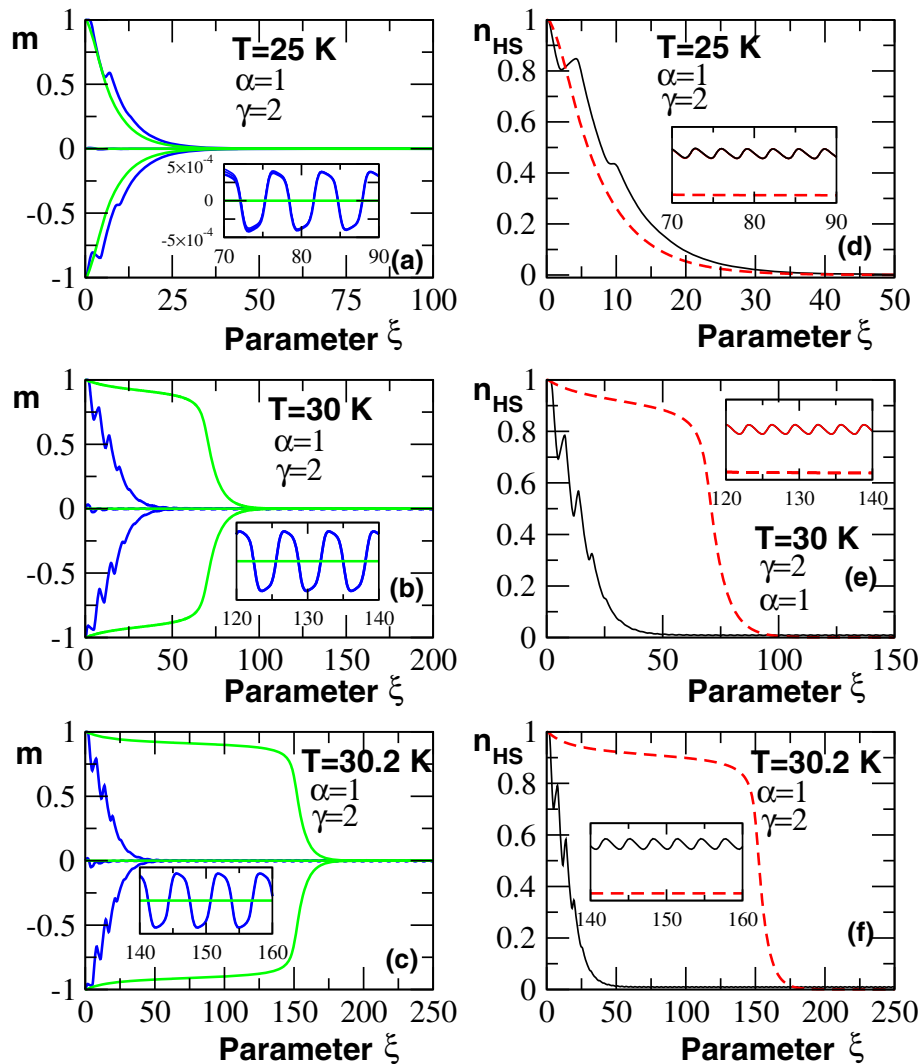 m
T=25 K
α=1
γ=2
1
0.5
0
-0.5
-1
5×10⁻⁴
0
-5×10⁻⁴
70 80 90
(a)
0 25 50 75 100
Parameter ξ
n_HS
T=25 K
α=1
γ=2
1
0.8
0.6
0.4
0.2
0
70 80 90
(d)
0 10 20 30 40 50
Parameter ξ
m
T=30 K
α=1
γ=2
1
0.5
0
-0.5
-1
120 130 140
(b)
0 50 100 150 200
Parameter ξ
n_HS
1
0.8
0.6
0.4
0.2
0
120 130 140
T=30 K
γ=2
α=1
(e)
0 50 100 150
Parameter ξ
m
T=30.2 K
α=1
γ=2
1
0.5
0
-0.5
-1
140 150 160
(c)
0 50 100 150 200 250
Parameter ξ
n_HS
T=30.2 K
α=1
γ=2
1
0.8
0.6
0.4
0.2
0
140 150 160
(f)
0 50 100 150 200 250
Parameter ξ